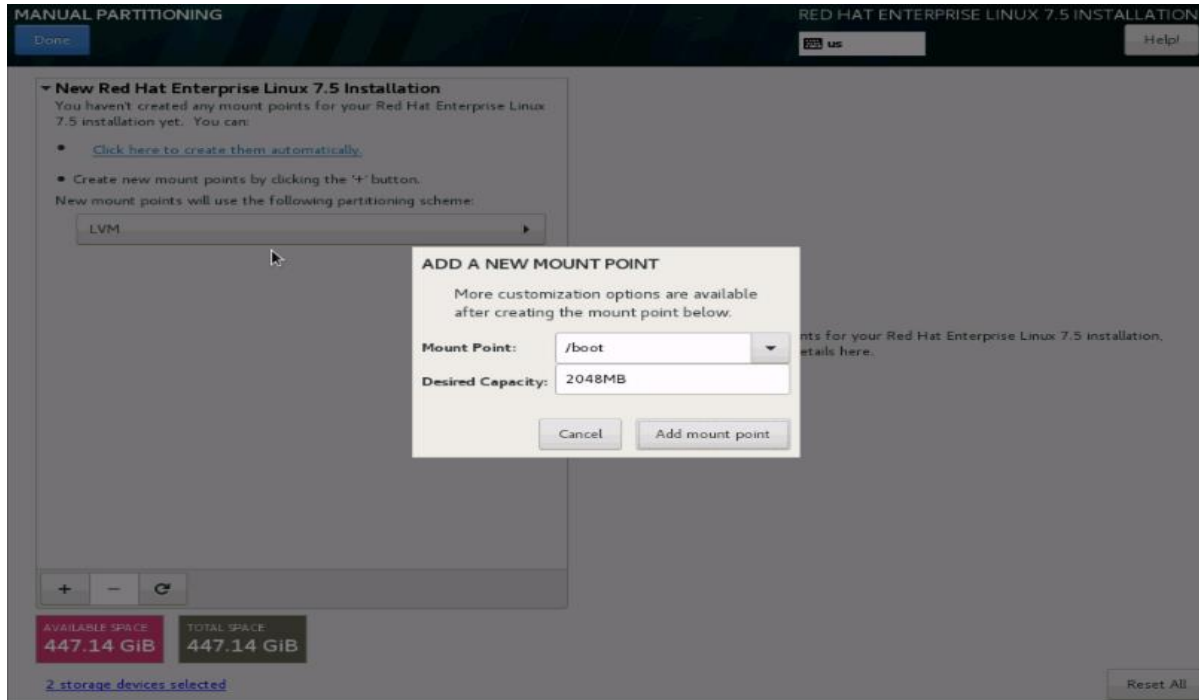 MANUAL PARTITIONING
RED HAT ENTERPRISE LINUX 7.5 INSTALLATION
Done
us
Help!
New Red Hat Enterprise Linux 7.5 Installation
You haven't created any mount points for your Red Hat Enterprise Linux
7.5 installation yet. You can:
Click here to create them automatically.
Create new mount points by clicking the '+' button.
New mount points will use the following partitioning scheme:
LVM
ADD A NEW MOUNT POINT
More customization options are available
after creating the mount point below.
Mount Point: /boot
Desired Capacity: 2048MB
Cancel Add mount point
nts for your Red Hat Enterprise Linux 7.5 installation,
etails here.
+ −
AVAILABLE SPACE
447.14 GiB
TOTAL SPACE
447.14 GiB
2 storage devices selected
Reset All